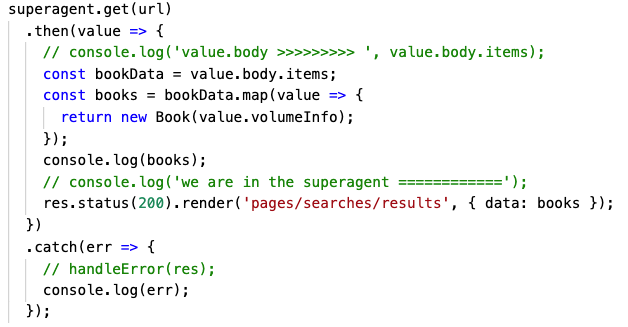 superagent.get(url)
.then(value => {
// console.log('value.body >>>>>>>>> ', value.body.items);
const bookData = value.body.items;
const books = bookData.map(value => {
return new Book(value.volumeInfo);
});
console.log(books);
// console.log('we are in the superagent ============');
res.status(200).render('pages/searches/results', { data: books });
})
.catch(err => {
// handleError(res);
console.log(err);
});